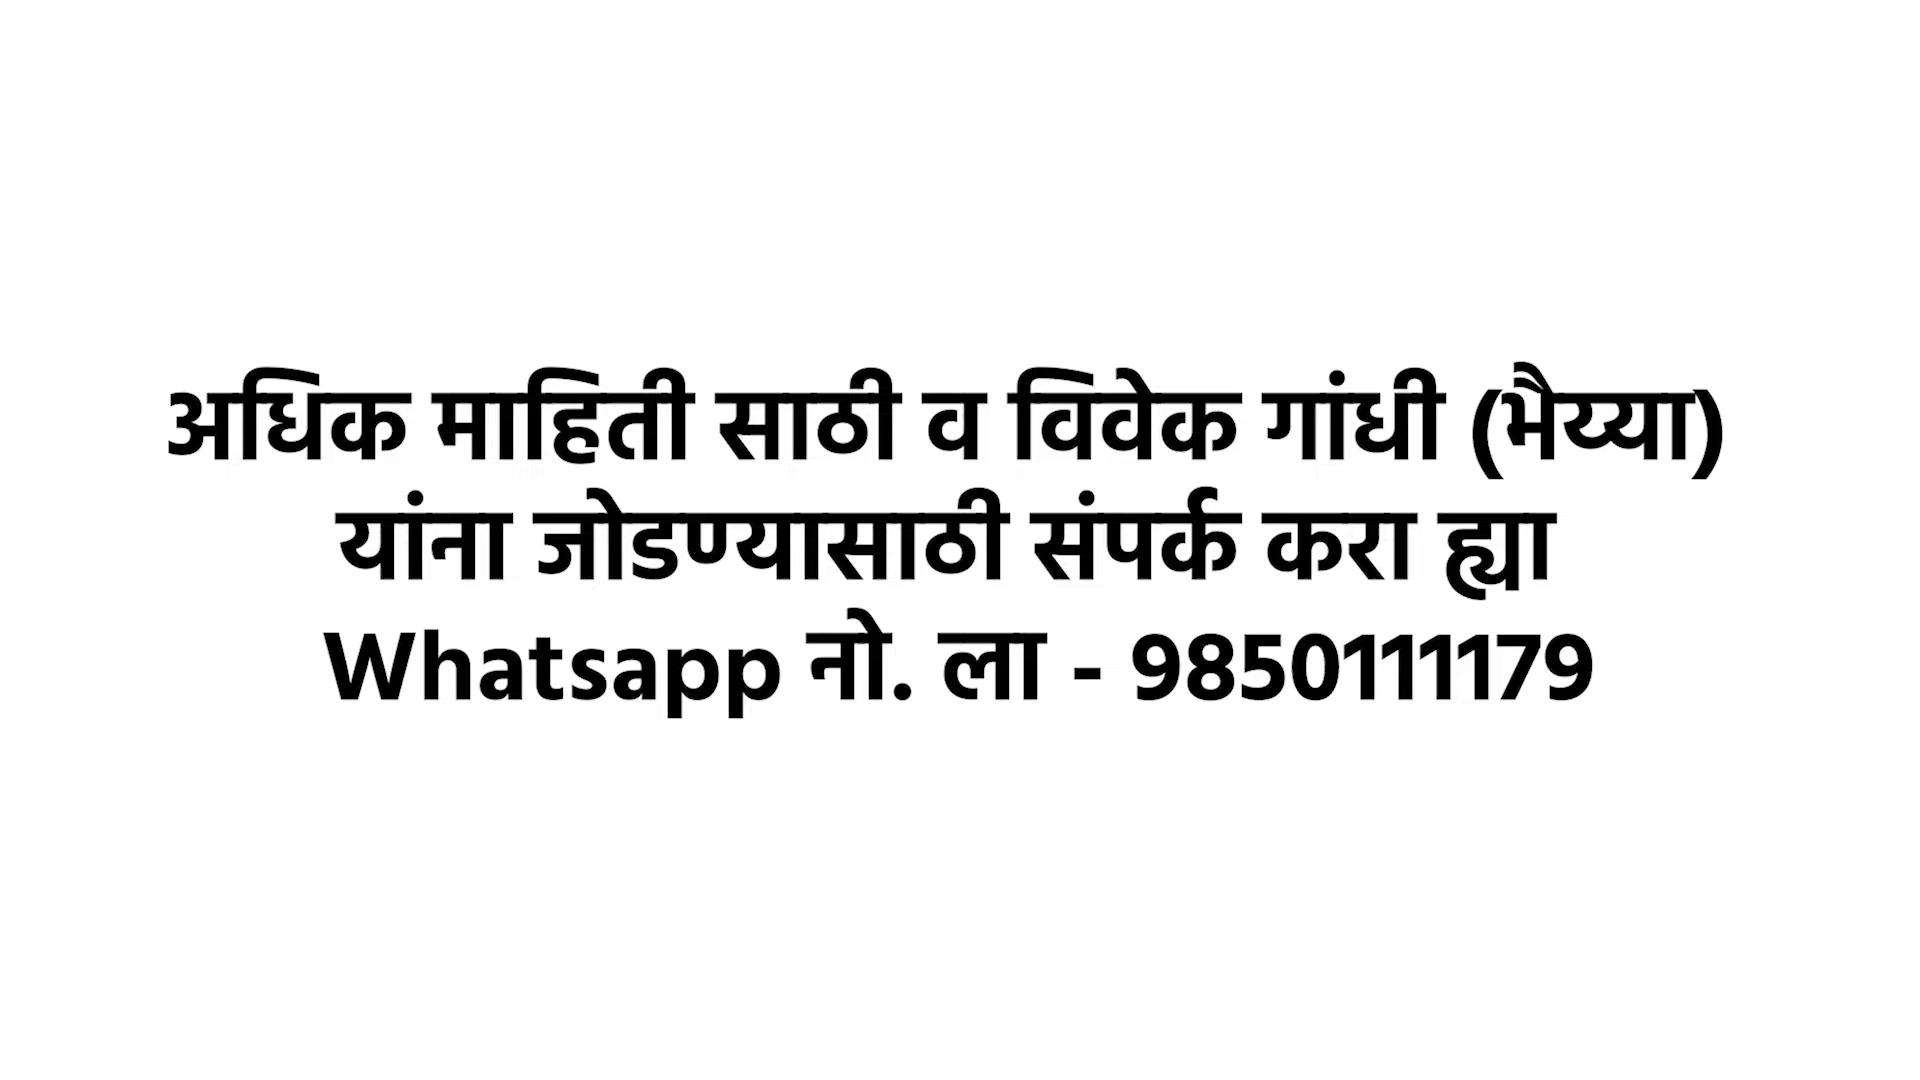 अधिक माहिती साठी व विवेक गांधी (भैय्या)
यांना जोडण्यासाठी संपर्क करा ह्या
Whatsapp नो. ला - 9850111179